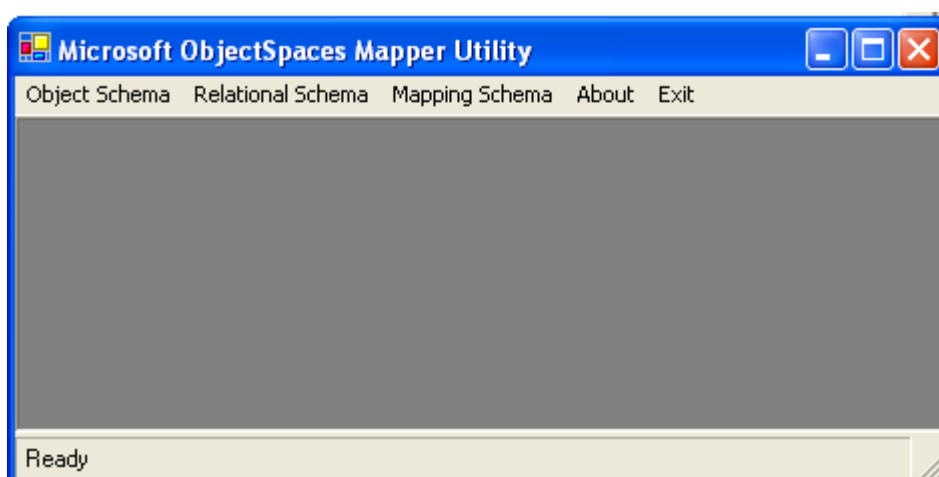 Microsoft ObjectSpaces Mapper Utility
Object Schema Relational Schema Mapping Schema About Exit
Ready